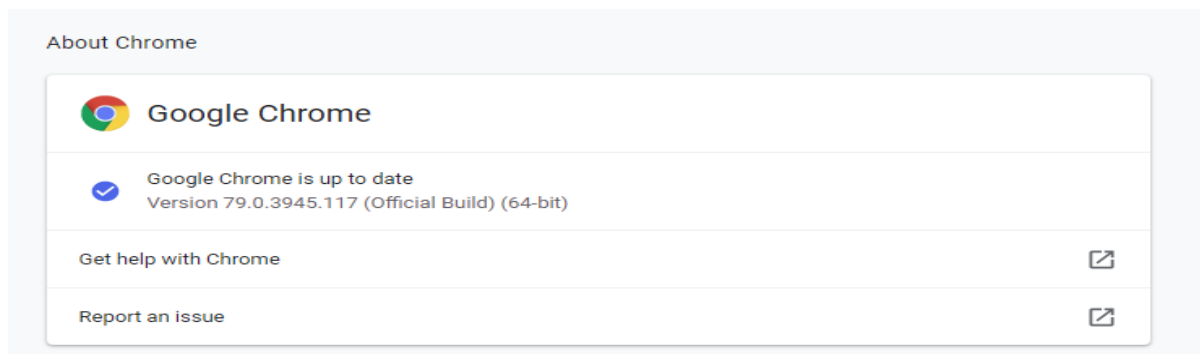 About Chrome
Google Chrome
Google Chrome is up to date
Version 79.0.3945.117 (Official Build) (64-bit)
Get help with Chrome
Report an issue